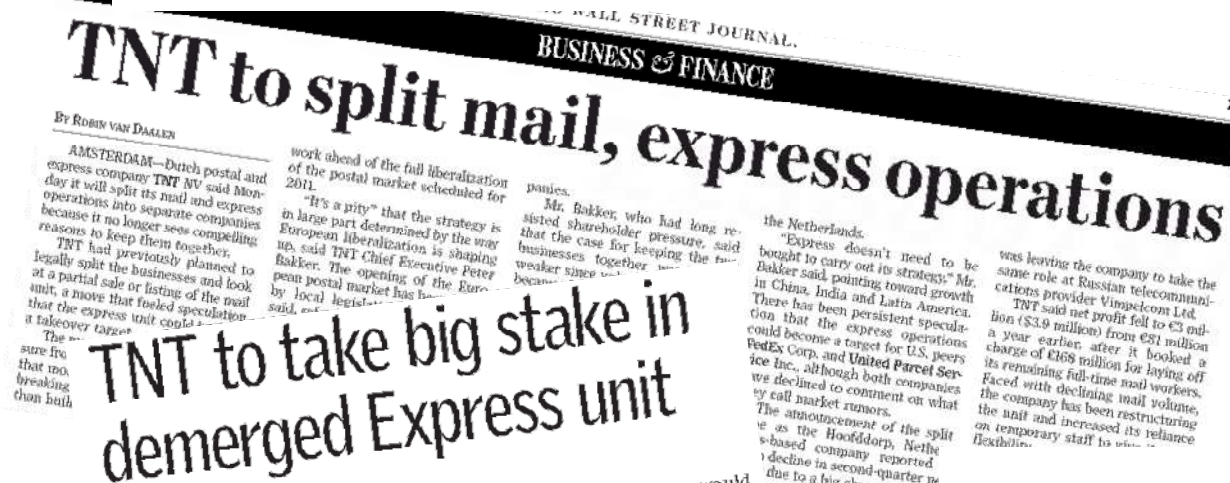 WALL STREET JOURNAL.
BUSINESS & FINANCE
TNT to split mail, express operations
BY ROBIN VAN DAALEN
AMSTERDAM—Dutch postal and
express company TNT NV said Mon-
day it will split its mail and express
operations into separate companies
because it no longer sees compelling
reasons to keep them together.
TNT had previously planned to
legally split the businesses and look
at a partial sale or listing of the mail
unit, a move that fueled speculation
that the express unit could
a takeover target
The
sure fro
that mo
breaking
than
work ahead of the full liberalization
of the postal market scheduled for
2011.
"It's a pity" that the strategy is
in large part determined by the way
European liberalization is shaping
up, said TNT Chief Executive Peter
Bakker. The opening of the Euro-
pean postal market has
by local
said,
panies.
Mr. Bakker, who had long re-
sisted shareholder pressure, said
that the case for keeping the two
businesses together
weaker since
the Netherlands.
"Express doesn't need to be
bought to carry out its strategy," Mr.
Bakker said, pointing toward growth
in China, India and Latin America.
There has been persistent specula-
tion that the express operations
could become a target for U.S. peers
FedEx Corp. and United Parcel Ser-
ice Inc., although both companies
ve declined to comment on what
ey call market rumors.
The announcement of the split
e as the Hoofddorp, Nethe
s-based company reported
decline in second-quarter
due to a big
was leaving the company to take the
same role at Russian telecommuni-
cations provider Vimpelcom Ltd.
TNT said net profit fell to €3 mil-
lion ($3.9 million) from €81 million
a year earlier, after it booked a
charge of €168 million for laying off
its remaining full-time mail workers.
Faced with declining mail volume,
the company has been restructuring
the unit and increased its reliance
on temporary staff to
flexibility.
TNT to take big stake in
demerged Express unit
would